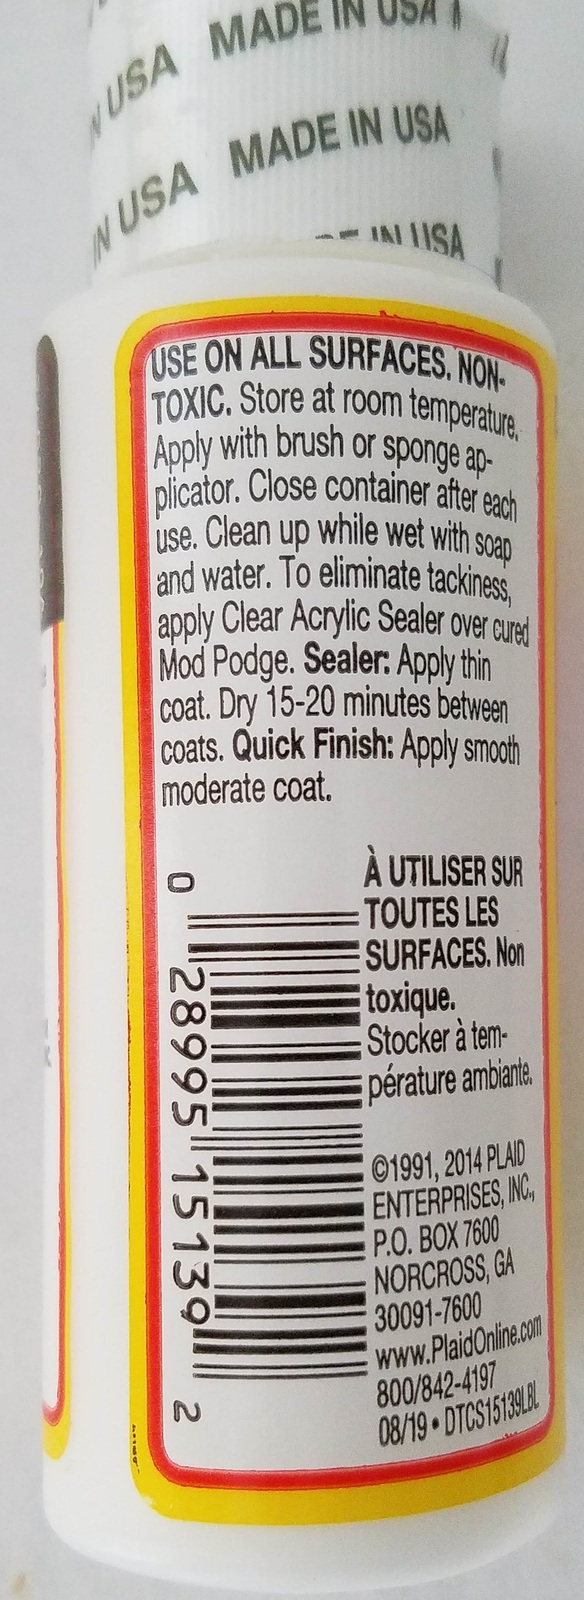 MADE IN USA
IN USA
MADE IN USA
IN USA
IN USA
USE ON ALL SURFACES. NON-
TOXIC. Store at room temperature.
Apply with brush or sponge ap-
plicator. Close container after each
use. Clean up while wet with soap
and water. To eliminate tackiness,
apply Clear Acrylic Sealer over cured
Mod Podge. Sealer: Apply thin
coat. Dry 15-20 minutes between
coats. Quick Finish: Apply smooth
moderate coat.
À UTILISER SUR
TOUTES LES
SURFACES. Non
toxique.
Stocker à tem-
pérature ambiante.
0 28995 15139 2
©1991, 2014 PLAID
ENTERPRISES, INC.,
P.O. BOX 7600
NORCROSS, GA
30091-7600
www.PlaidOnline.com
800/842-4197
08/19 • DTCS15139LBL